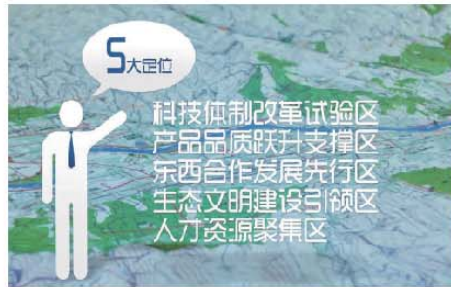 5大定位
科技体制改革试验区
产品品质跃升支撑区
东西合作发展先行区
生态文明建设引领区
人才资源聚集区